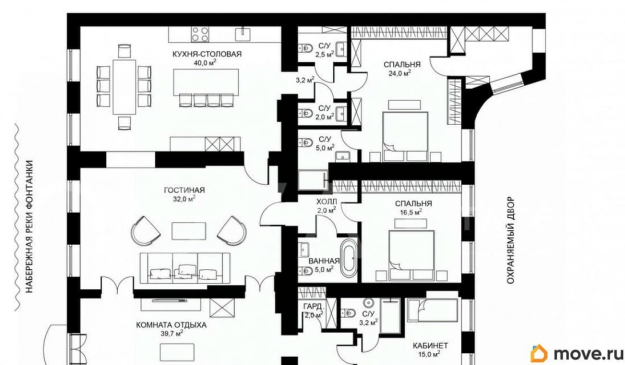 КУХНЯ-СТОЛОВАЯ
40,0 м²
С/У
2,5 м²
3,2 м²
С/У
2,0 м²
С/У
5,0 м²
СПАЛЬНЯ
24,0 м²
НАБЕРЕЖНАЯ РЕКИ ФОНТАНКИ
ГОСТИНАЯ
32,0 м²
ХОЛЛ
2,0 м²
СПАЛЬНЯ
16,5 м²
ВАННАЯ
5,0 м²
ОХРАНЯЕМЫЙ ДВОР
КОМНАТА ОТДЫХА
39,7 м²
ГАРД
2,0 м²
С/У
3,2 м²
КАБИНЕТ
15,0 м²
move.ru